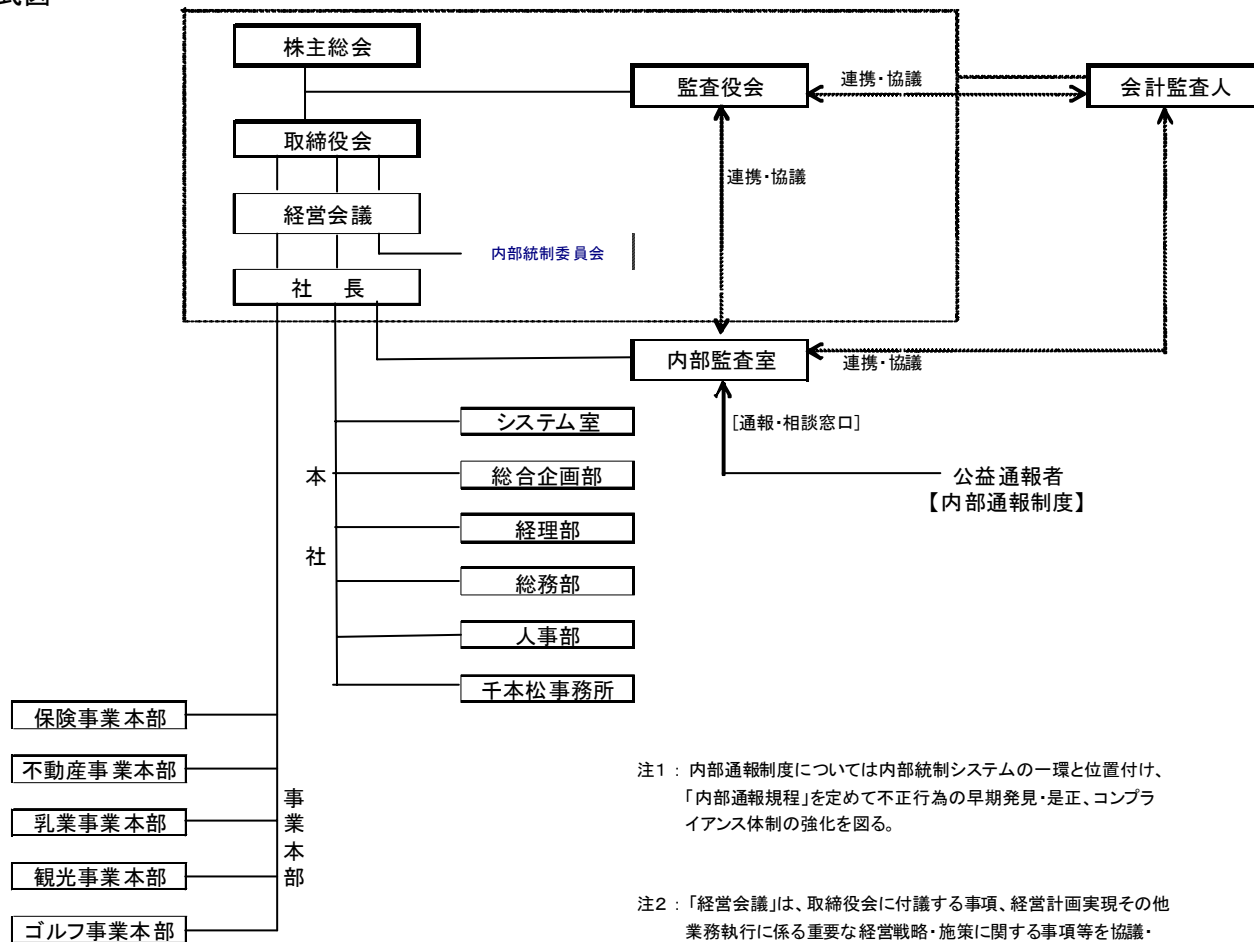 株主総会
監査役会
連携・協議
会計監査人
取締役会
連携・協議
経営会議
内部統制委員会
社 長
内部監査室
連携・協議
システム室
[通報・相談窓口]
本
総合企画部
公益通報者
【内部通報制度】
経理部
社
総務部
人事部
千本松事務所
保険事業本部
不動産事業本部
事
業
本
部
乳業事業本部
観光事業本部
ゴルフ事業本部
注1 : 内部通報制度については内部統制システムの一環と位置付け、
「内部通報規程」を定めて不正行為の早期発見・是正、コンプラ
イアンス体制の強化を図る。
注2 : 「経営会議」は、取締役会に付議する事項、経営計画実現その他
業務執行に係る重要な経営戦略・施策に関する事項等を協議・